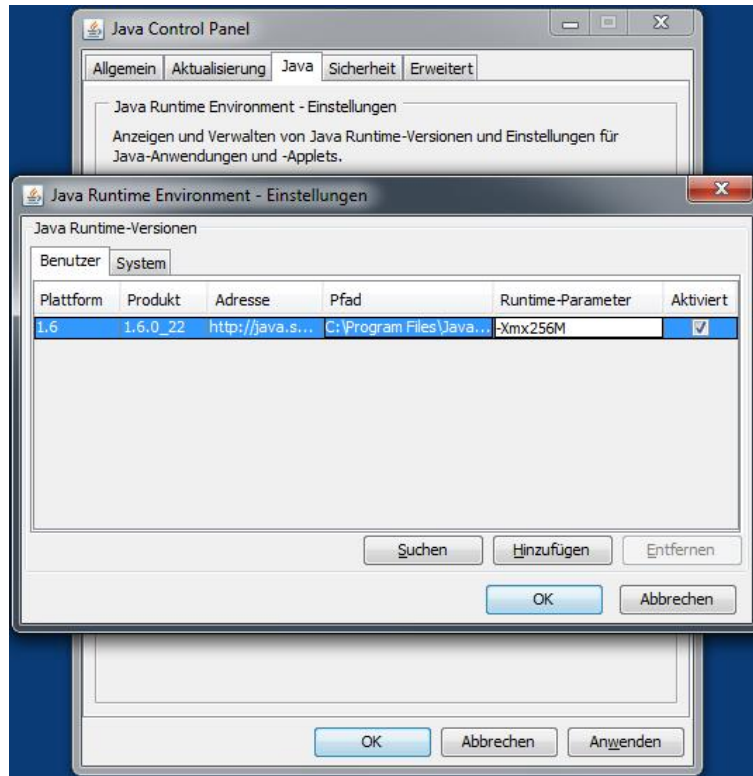 Java Control Panel
Allgemein Aktualisierung Java Sicherheit Erweitert
Java Runtime Environment - Einstellungen
Anzeigen und Verwalten von Java Runtime-Versionen und Einstellungen für
Java-Anwendungen und -Applets.
Java Runtime Environment - Einstellungen
Java Runtime-Versionen
Benutzer System
Plattform Produkt Adresse Pfad Runtime-Parameter Aktiviert
1.6 1.6.0_22 http://java.s... C:\Program Files\Java... -Xmx256M
Suchen Hinzufügen Entfernen
OK Abbrechen
OK Abbrechen Anwenden